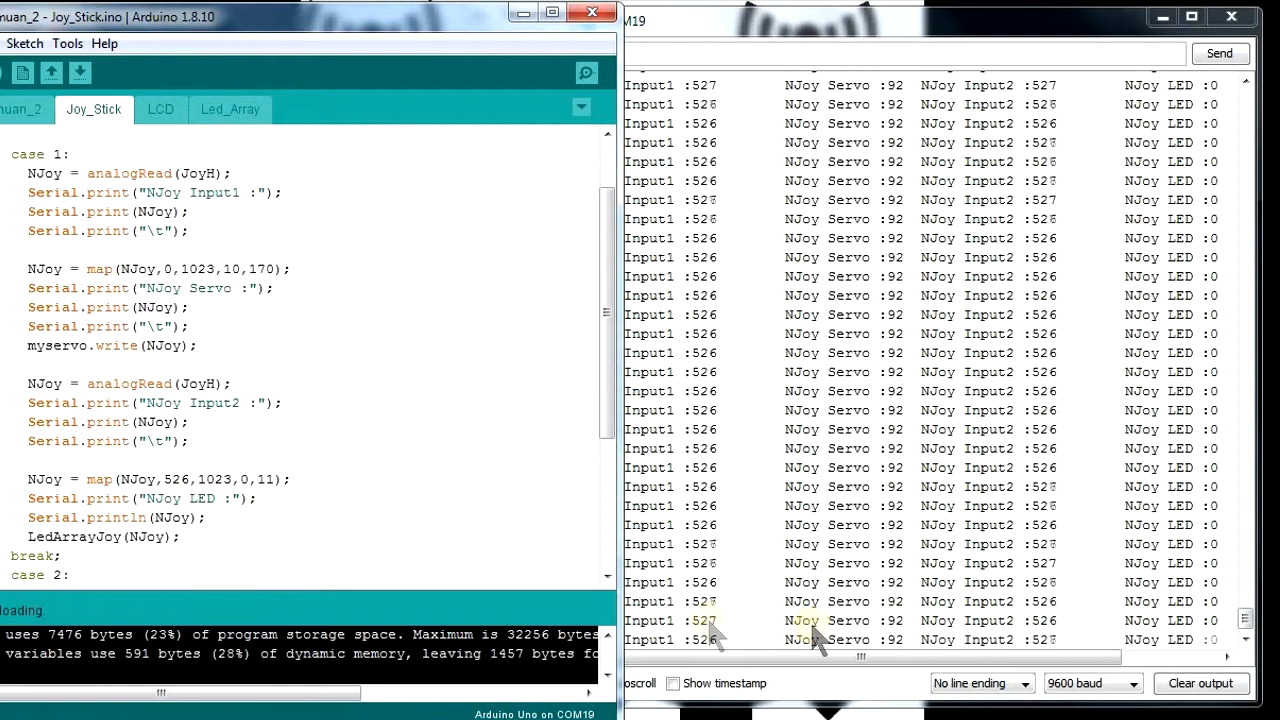 nuan_2 - Joy_Stick.ino | Arduino 1.8.10
Sketch Tools Help
nuan_2 Joy_Stick LCD Led_Array
case 1:
NJoy = analogRead(JoyH);
Serial.print("NJoy Input1 :");
Serial.print(NJoy);
Serial.print("\t");
NJoy = map(NJoy,0,1023,10,170);
Serial.print("NJoy Servo :");
Serial.print(NJoy);
Serial.print("\t");
myservo.write(NJoy);
NJoy = analogRead(JoyH);
Serial.print("NJoy Input2 :");
Serial.print(NJoy);
Serial.print("\t");
NJoy = map(NJoy,526,1023,0,11);
Serial.print("NJoy LED :");
Serial.println(NJoy);
LedArrayJoy(NJoy);
break;
case 2:
loading.
uses 7476 bytes (23%) of program storage space. Maximum is 32256 bytes
variables use 591 bytes (28%) of dynamic memory, leaving 1457 bytes fo
Arduino Uno on COM19
M19
Send
Input1 :527 NJoy Servo :92 NJoy Input2 :527 NJoy LED :0
Input1 :526 NJoy Servo :92 NJoy Input2 :526 NJoy LED :0
Input1 :526 NJoy Servo :92 NJoy Input2 :526 NJoy LED :0
Input1 :526 NJoy Servo :92 NJoy Input2 NJoy LED :0
Input1 :526 NJoy Servo :92 NJoy Input2 :526 NJoy LED :0
Input1 :526 NJoy Servo :92 NJoy Input2 NJoy LED :0
Input1 NJoy Servo :92 NJoy Input2 :527 NJoy LED :0
Input1 :526 NJoy Servo :92 NJoy Input2 NJoy LED :0
Input1 :526 NJoy Servo :92 NJoy Input2 :526 NJoy LED :0
Input1 :526 NJoy Servo :92 NJoy Input2 :526 NJoy LED :0
Input1 :526 NJoy Servo :92 NJoy Input2 :526 NJoy LED :0
Input1 :526 NJoy Servo :92 NJoy Input2 :526 NJoy LED :0
Input1 :526 NJoy Servo :92 NJoy Input2 :526 NJoy LED :0
Input1 :526 NJoy Servo :92 NJoy Input2 :526 NJoy LED :0
Input1 :526 NJoy Servo :92 NJoy Input2 :526 NJoy LED :0
Input1 :526 NJoy Servo :92 NJoy Input2 :526 NJoy LED :0
Input1 :526 NJoy Servo :92 NJoy Input2 :526 NJoy LED :0
Input1 :526 NJoy Servo :92 NJoy Input2 :526 NJoy LED :0
Input1 :526 NJoy Servo :92 NJoy Input2 :526 NJoy LED :0
Input1 :526 NJoy Servo :92 NJoy Input2 :526 NJoy LED :0
Input1 :526 NJoy Servo :92 NJoy Input2 :526 NJoy LED :0
Input1 :526 NJoy Servo :92 NJoy Input2 NJoy LED :0
Input1 :526 NJoy Servo :92 NJoy Input2 :526 NJoy LED :0
Input1 :526 NJoy Servo :92 NJoy Input2 :526 NJoy LED :0
Input1 NJoy Servo :92 NJoy Input2 NJoy LED :0
Input1 NJoy Servo :92 NJoy Input2 :527 NJoy LED :0
Input1 :526 NJoy Servo :92 NJoy Input2 NJoy LED :0
Input1 NJoy Servo :92 NJoy Input2 NJoy LED :0
Input1 :527 NJoy Servo :92 NJoy Input2 :526 NJoy LED :0
Input1 :526 NJoy Servo :92 NJoy Input2 NJoy LED :0
oscroll Show timestamp No line ending 9600 baud Clear output